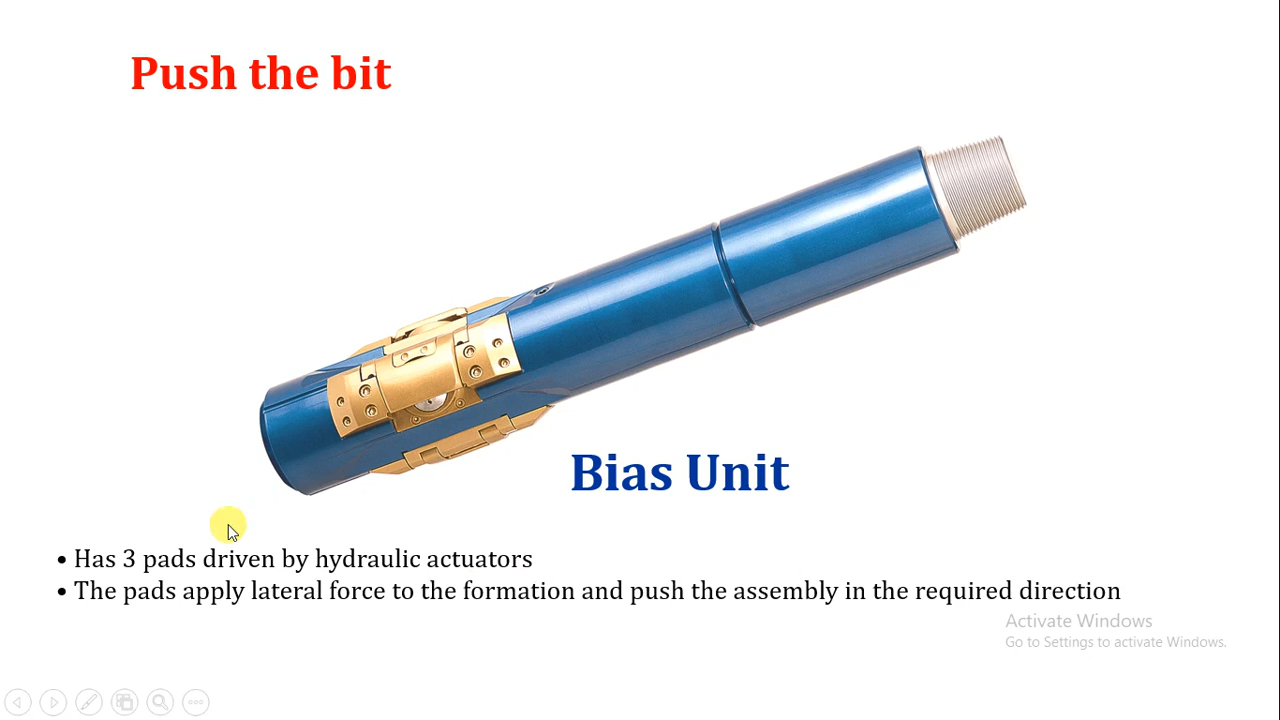 Push the bit
Bias Unit
• Has 3 pads driven by hydraulic actuators
• The pads apply lateral force to the formation and push the assembly in the required direction
Activate Windows
Go to Settings to activate Windows.